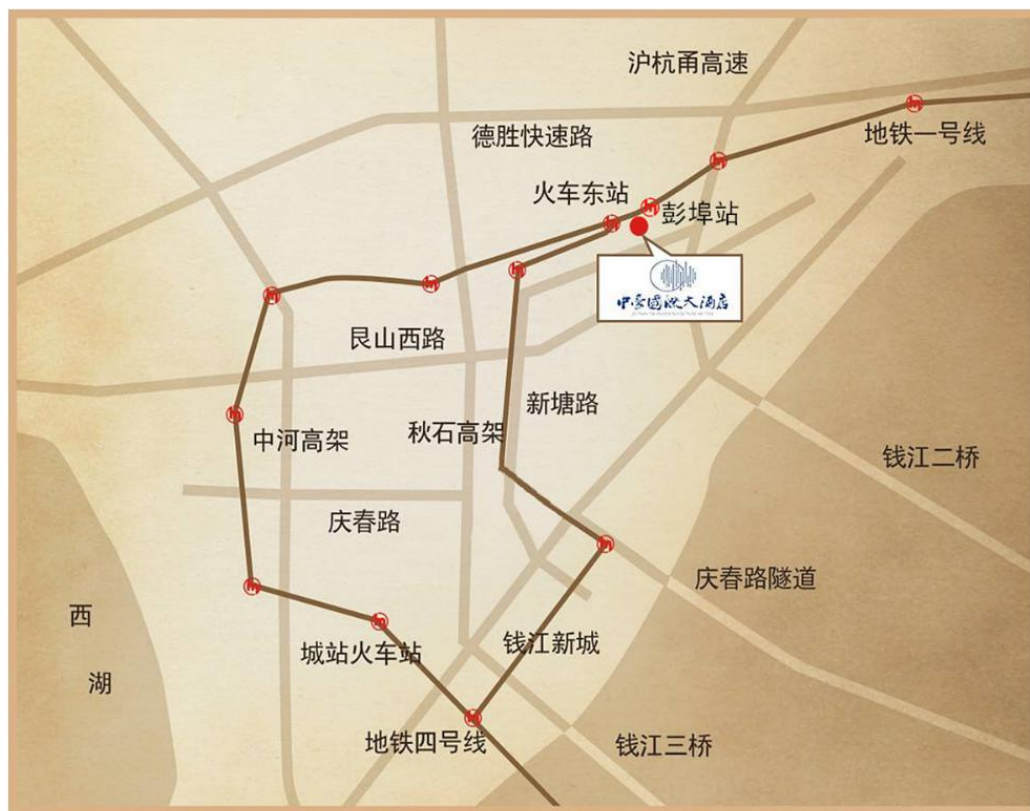 沪杭甬高速
地铁一号线
德胜快速路
火车东站
彭埠站
中豪國際大酒店
艮山西路
新塘路
中河高架
秋石高架
钱江二桥
庆春路
庆春路隧道
西
湖
城站火车站
钱江新城
地铁四号线
钱江三桥